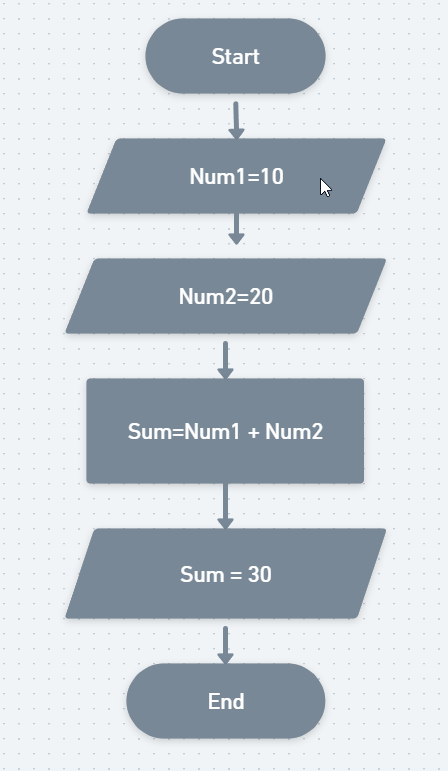 Start
Num1=10
Num2=20
Sum=Num1 + Num2
Sum = 30
End